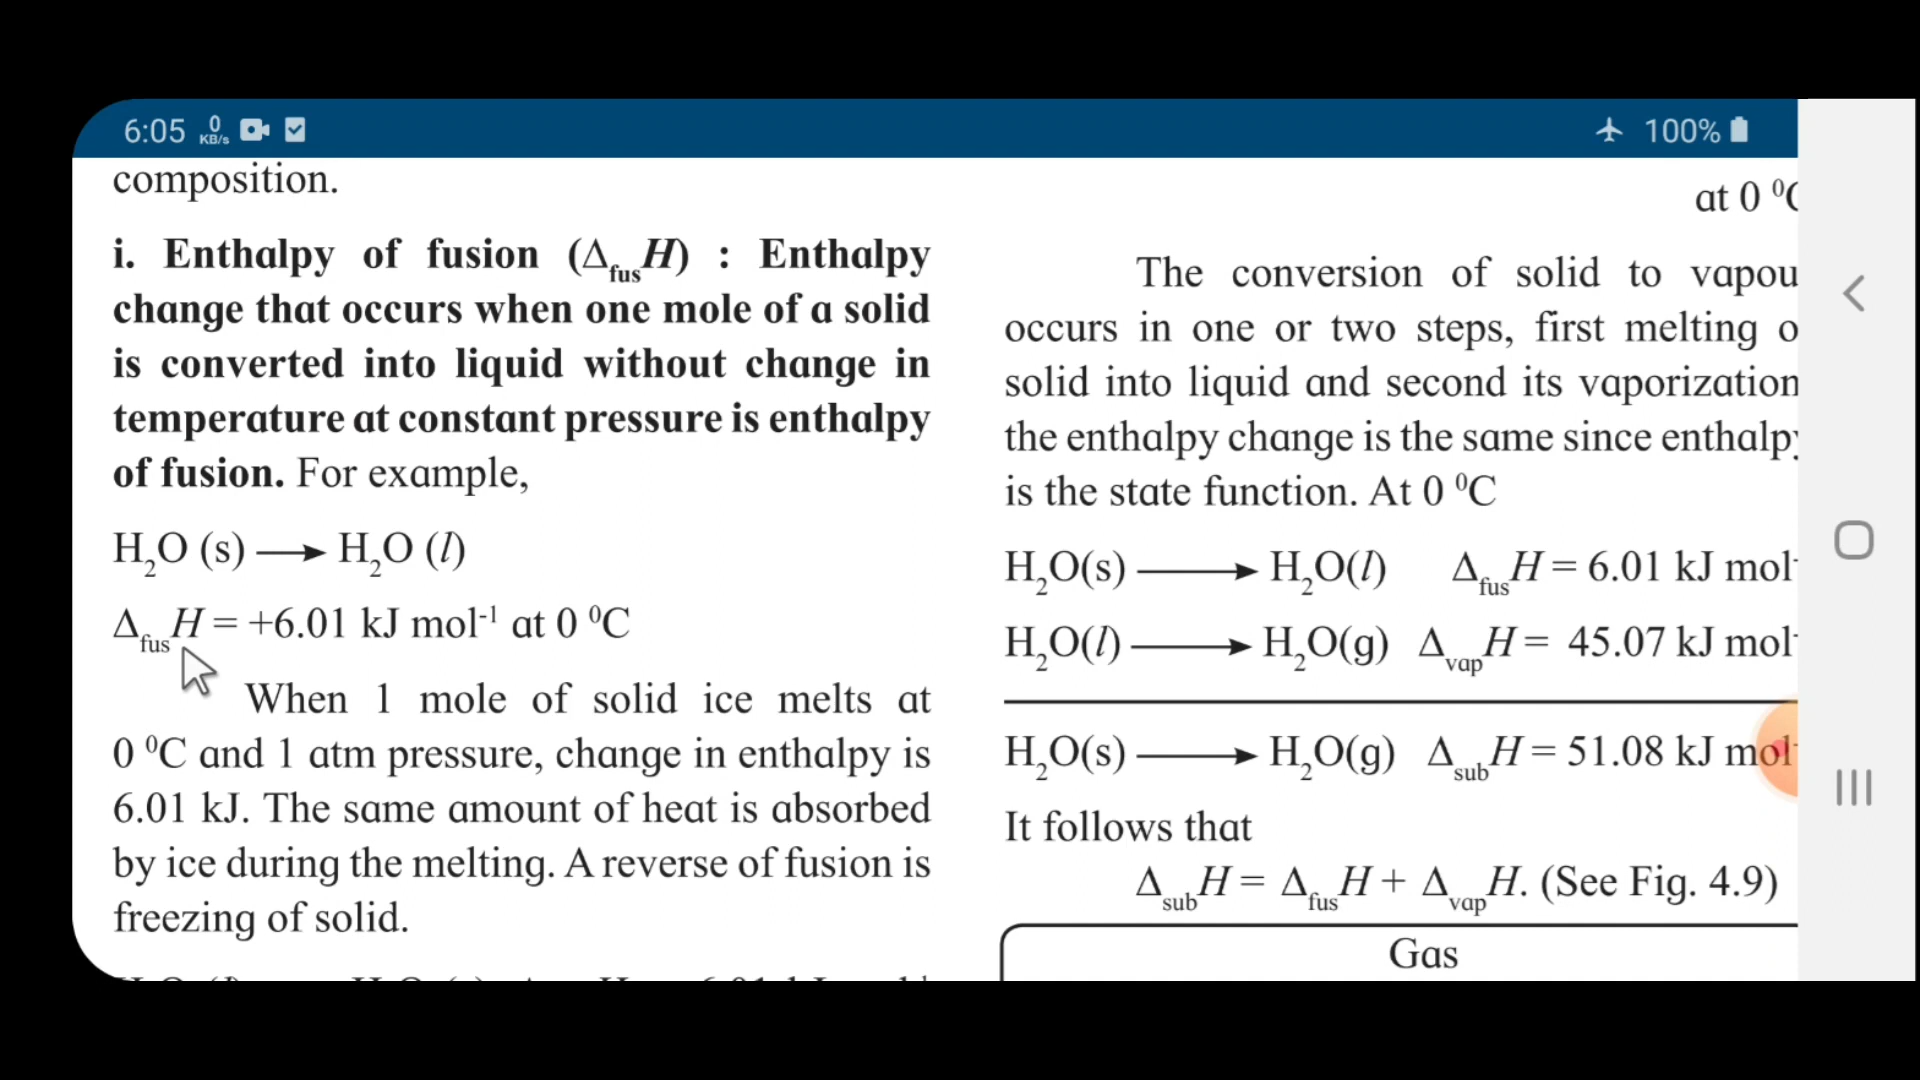 6:05 0 KB/s 100%
composition.
i. Enthalpy of fusion (ΔfusH) : Enthalpy
change that occurs when one mole of a solid
is converted into liquid without change in
temperature at constant pressure is enthalpy
of fusion. For example,
H₂O (s) ⟶ H₂O (l)
ΔfusH = +6.01 kJ mol⁻¹ at 0 ⁰C
When 1 mole of solid ice melts at
0 ⁰C and 1 atm pressure, change in enthalpy is
6.01 kJ. The same amount of heat is absorbed
by ice during the melting. A reverse of fusion is
freezing of solid.
at 0 ⁰C
The conversion of solid to vapou
occurs in one or two steps, first melting o
solid into liquid and second its vaporization
the enthalpy change is the same since enthalpy
is the state function. At 0 ⁰C
H₂O(s) ⟶ H₂O(l) ΔfusH = 6.01 kJ mol⁻
H₂O(l) ⟶ H₂O(g) ΔvapH = 45.07 kJ mol⁻
H₂O(s) ⟶ H₂O(g) ΔsubH = 51.08 kJ mol⁻
It follows that
ΔsubH = ΔfusH + ΔvapH. (See Fig. 4.9)
Gas